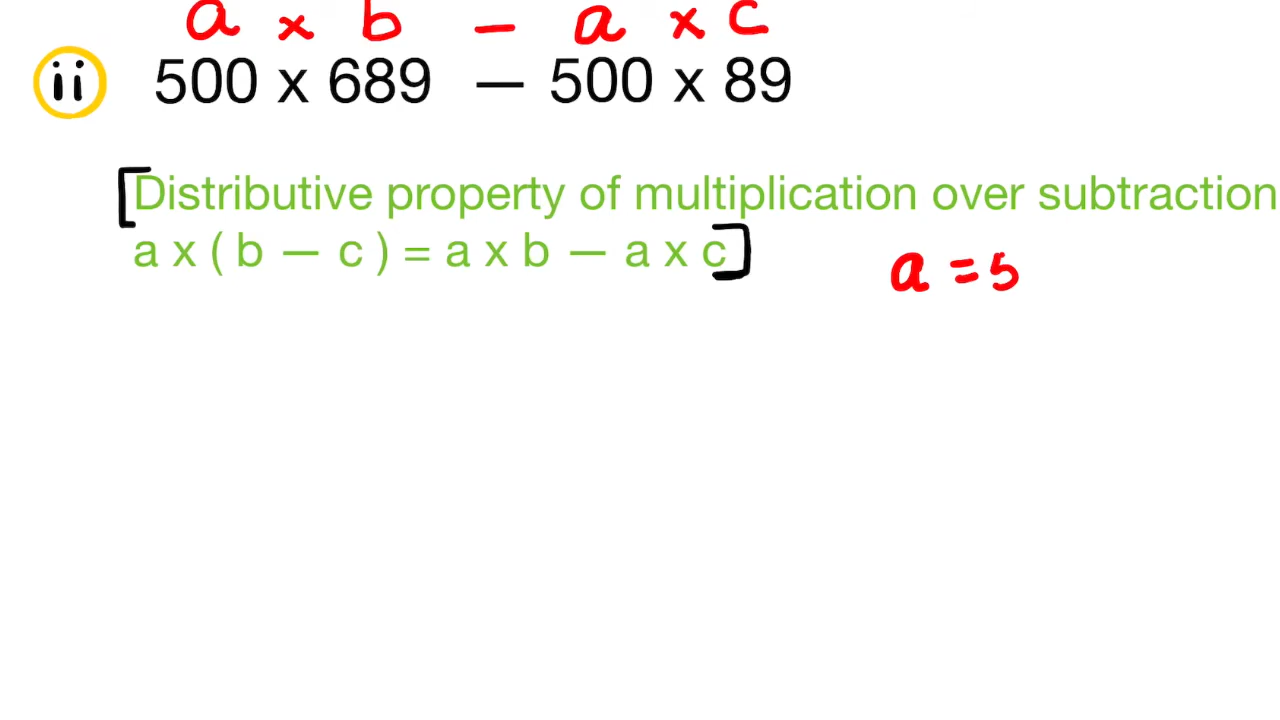 a x b - a x c
ii 500 x 689 — 500 x 89
[Distributive property of multiplication over subtraction
a x ( b — c ) = a x b — a x c]
a = 5